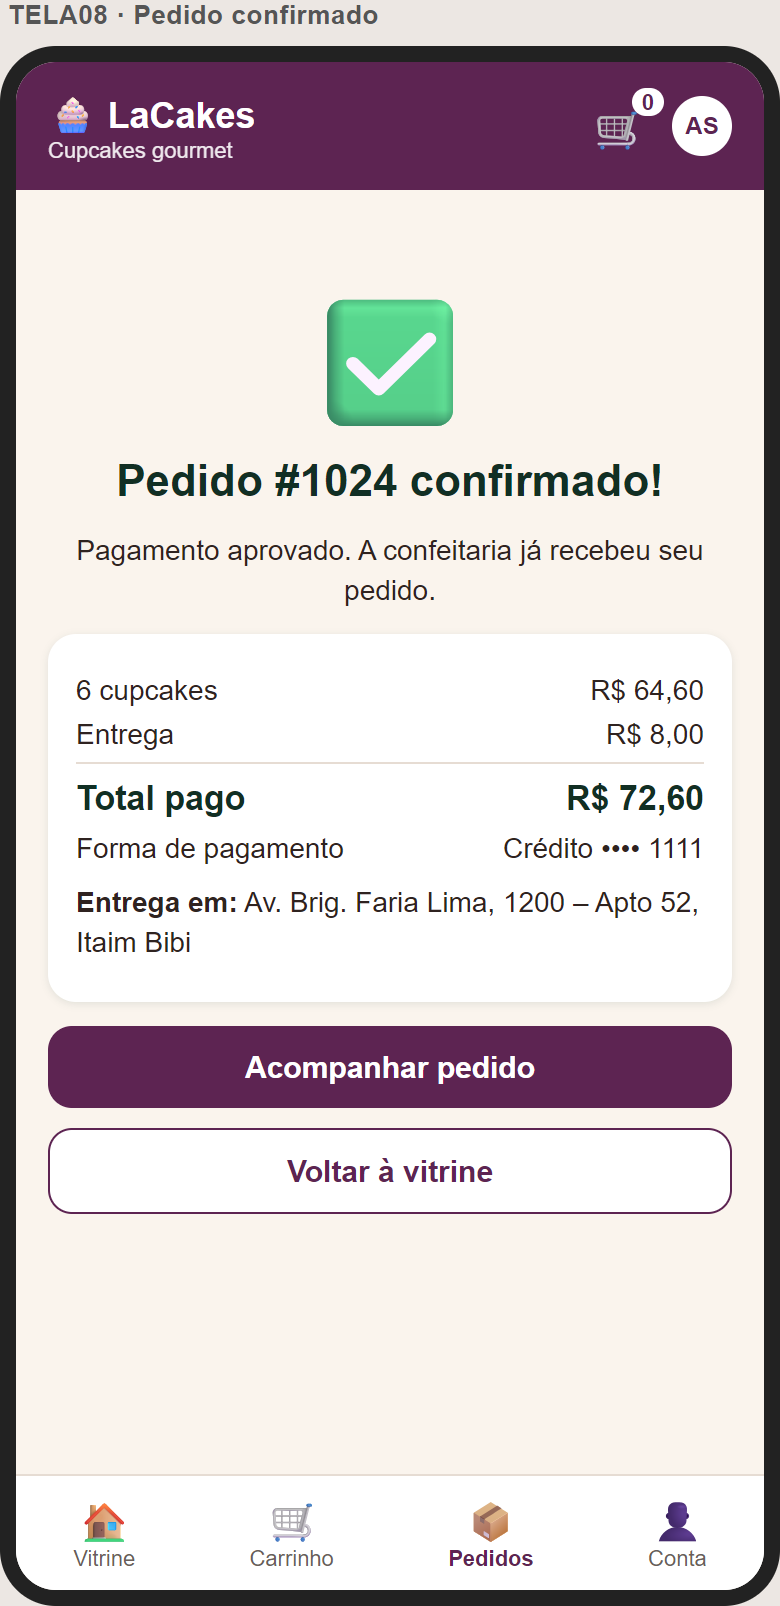 TELA08 · Pedido confirmado
LaCakes
Cupcakes gourmet
0
AS
Pedido #1024 confirmado!
Pagamento aprovado. A confeitaria já recebeu seu
pedido.
6 cupcakes R$ 64,60
Entrega R$ 8,00
Total pago R$ 72,60
Forma de pagamento Crédito •••• 1111
Entrega em: Av. Brig. Faria Lima, 1200 – Apto 52,
Itaim Bibi
Acompanhar pedido
Voltar à vitrine
Vitrine Carrinho Pedidos Conta